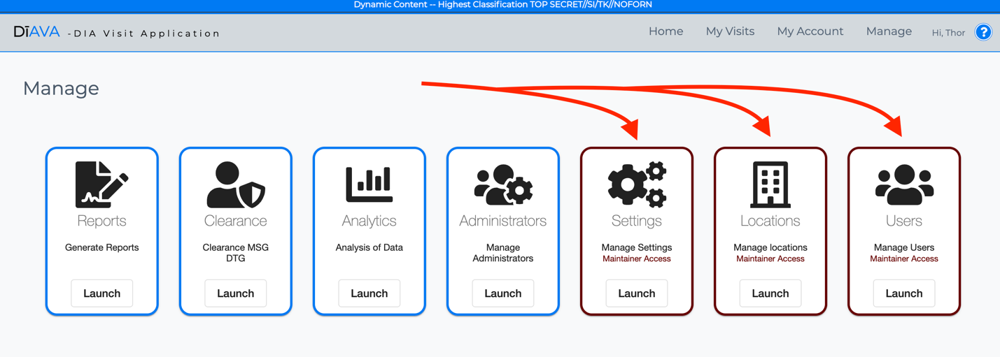 Dynamic Content -- Highest Classification TOP SECRET//SI/TK//NOFORN
DĪAVA -DIA Visit Application
Home My Visits My Account Manage Hi, Thor ?
Manage
Reports
Generate Reports
Launch
Clearance
Clearance MSG
DTG
Launch
Analytics
Analysis of Data
Launch
Administrators
Manage
Administrators
Launch
Settings
Manage Settings
Maintainer Access
Launch
Locations
Manage locations
Maintainer Access
Launch
Users
Manage Users
Maintainer Access
Launch